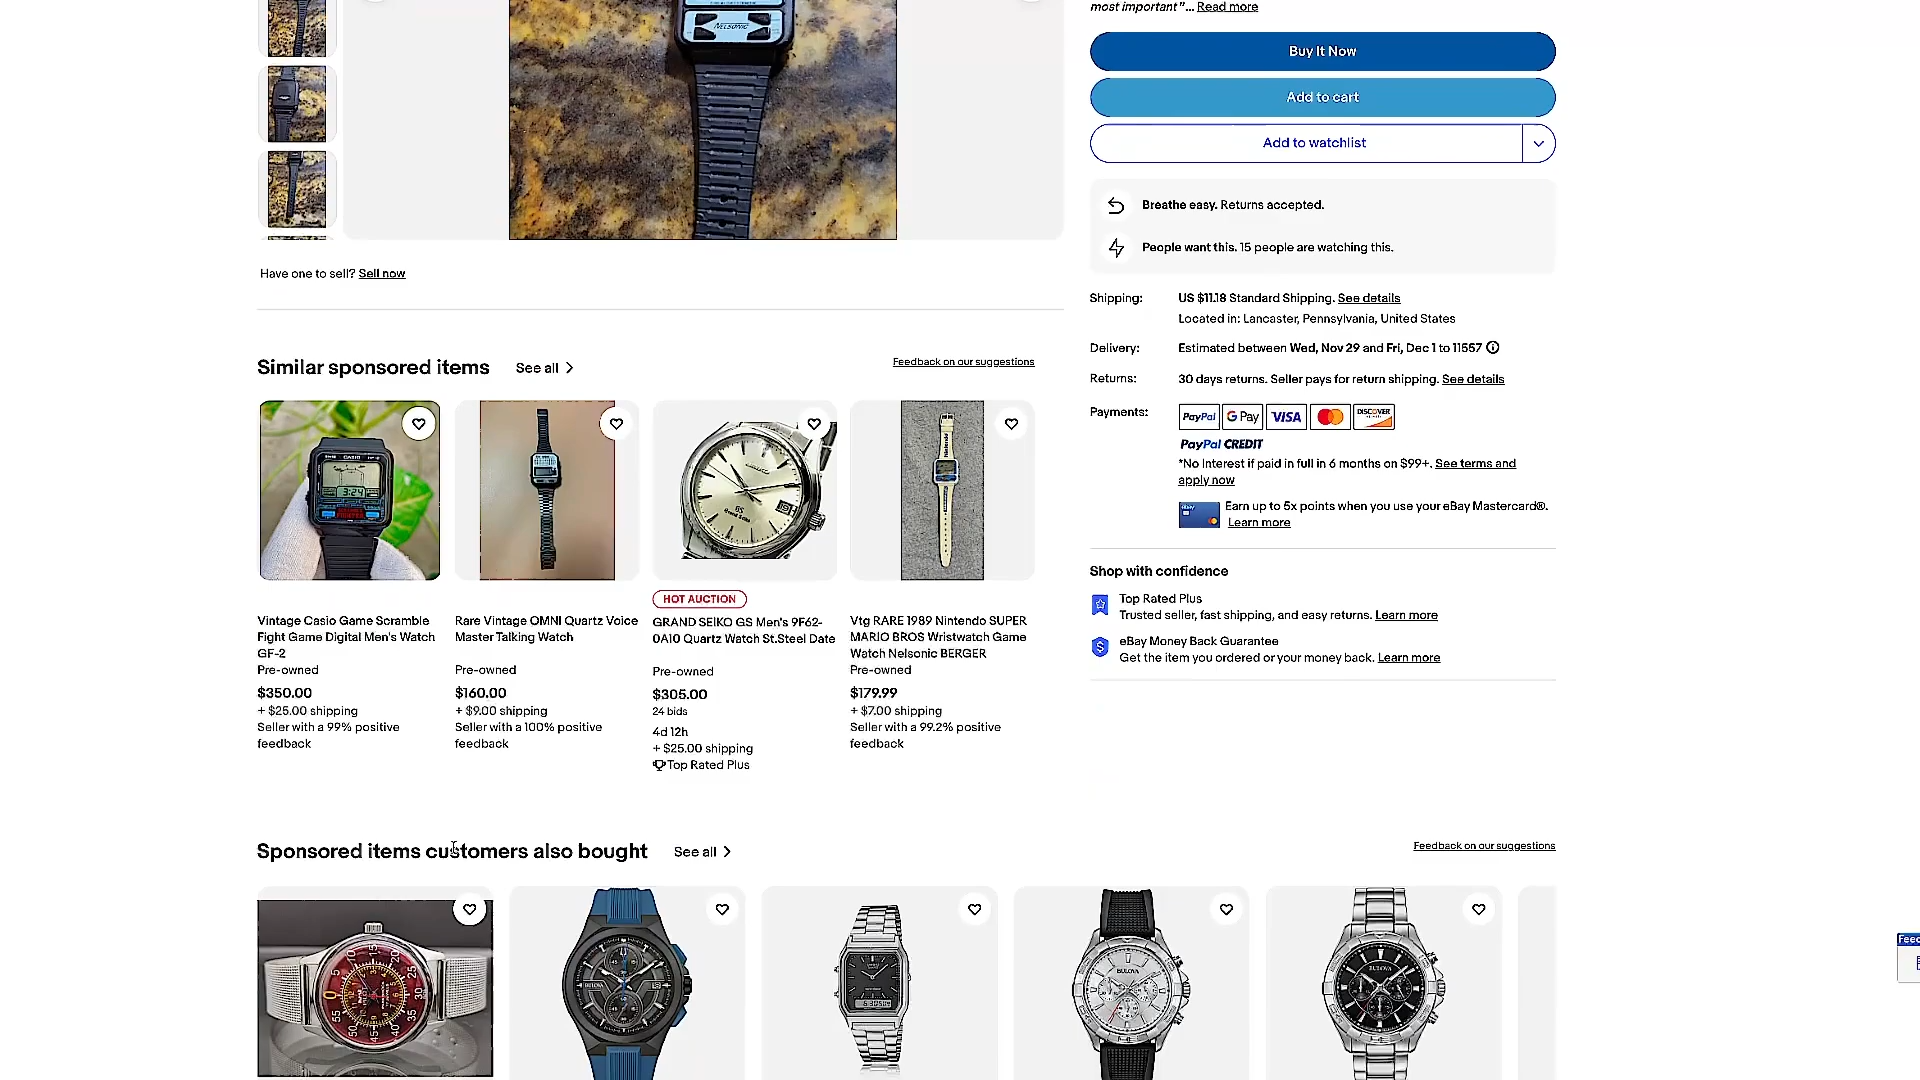 most important"... Read more
NELSONIC
Buy It Now
Add to cart
Add to watchlist
Breathe easy. Returns accepted.
People want this. 15 people are watching this.
Have one to sell? Sell now
Shipping: US $11.18 Standard Shipping. See details
Located in: Lancaster, Pennsylvania, United States
Delivery: Estimated between Wed, Nov 29 and Fri, Dec 1 to 11557
Returns: 30 days returns. Seller pays for return shipping. See details
Payments: PayPal G Pay VISA DISCOVER
PayPal CREDIT
*No Interest if paid in full in 6 months on $99+. See terms and
apply now
Earn up to 5x points when you use your eBay Mastercard®.
Learn more
Shop with confidence
Top Rated Plus
Trusted seller, fast shipping, and easy returns. Learn more
eBay Money Back Guarantee
Get the item you ordered or your money back. Learn more
Similar sponsored items See all
Feedback on our suggestions
Vintage Casio Game Scramble
Fight Game Digital Men's Watch
GF-2
Pre-owned
$350.00
+ $25.00 shipping
Seller with a 99% positive
feedback
Rare Vintage OMNI Quartz Voice
Master Talking Watch
Pre-owned
$160.00
+ $9.00 shipping
Seller with a 100% positive
feedback
HOT AUCTION
GRAND SEIKO GS Men's 9F62-
0A10 Quartz Watch St.Steel Date
Pre-owned
$305.00
24 bids
4d 12h
+ $25.00 shipping
Top Rated Plus
Vtg RARE 1989 Nintendo SUPER
MARIO BROS Wristwatch Game
Watch Nelsonic BERGER
Pre-owned
$179.99
+ $7.00 shipping
Seller with a 99.2% positive
feedback
Sponsored items customers also bought See all
Feedback on our suggestions
BULOVA
BULOVA
BULOVA